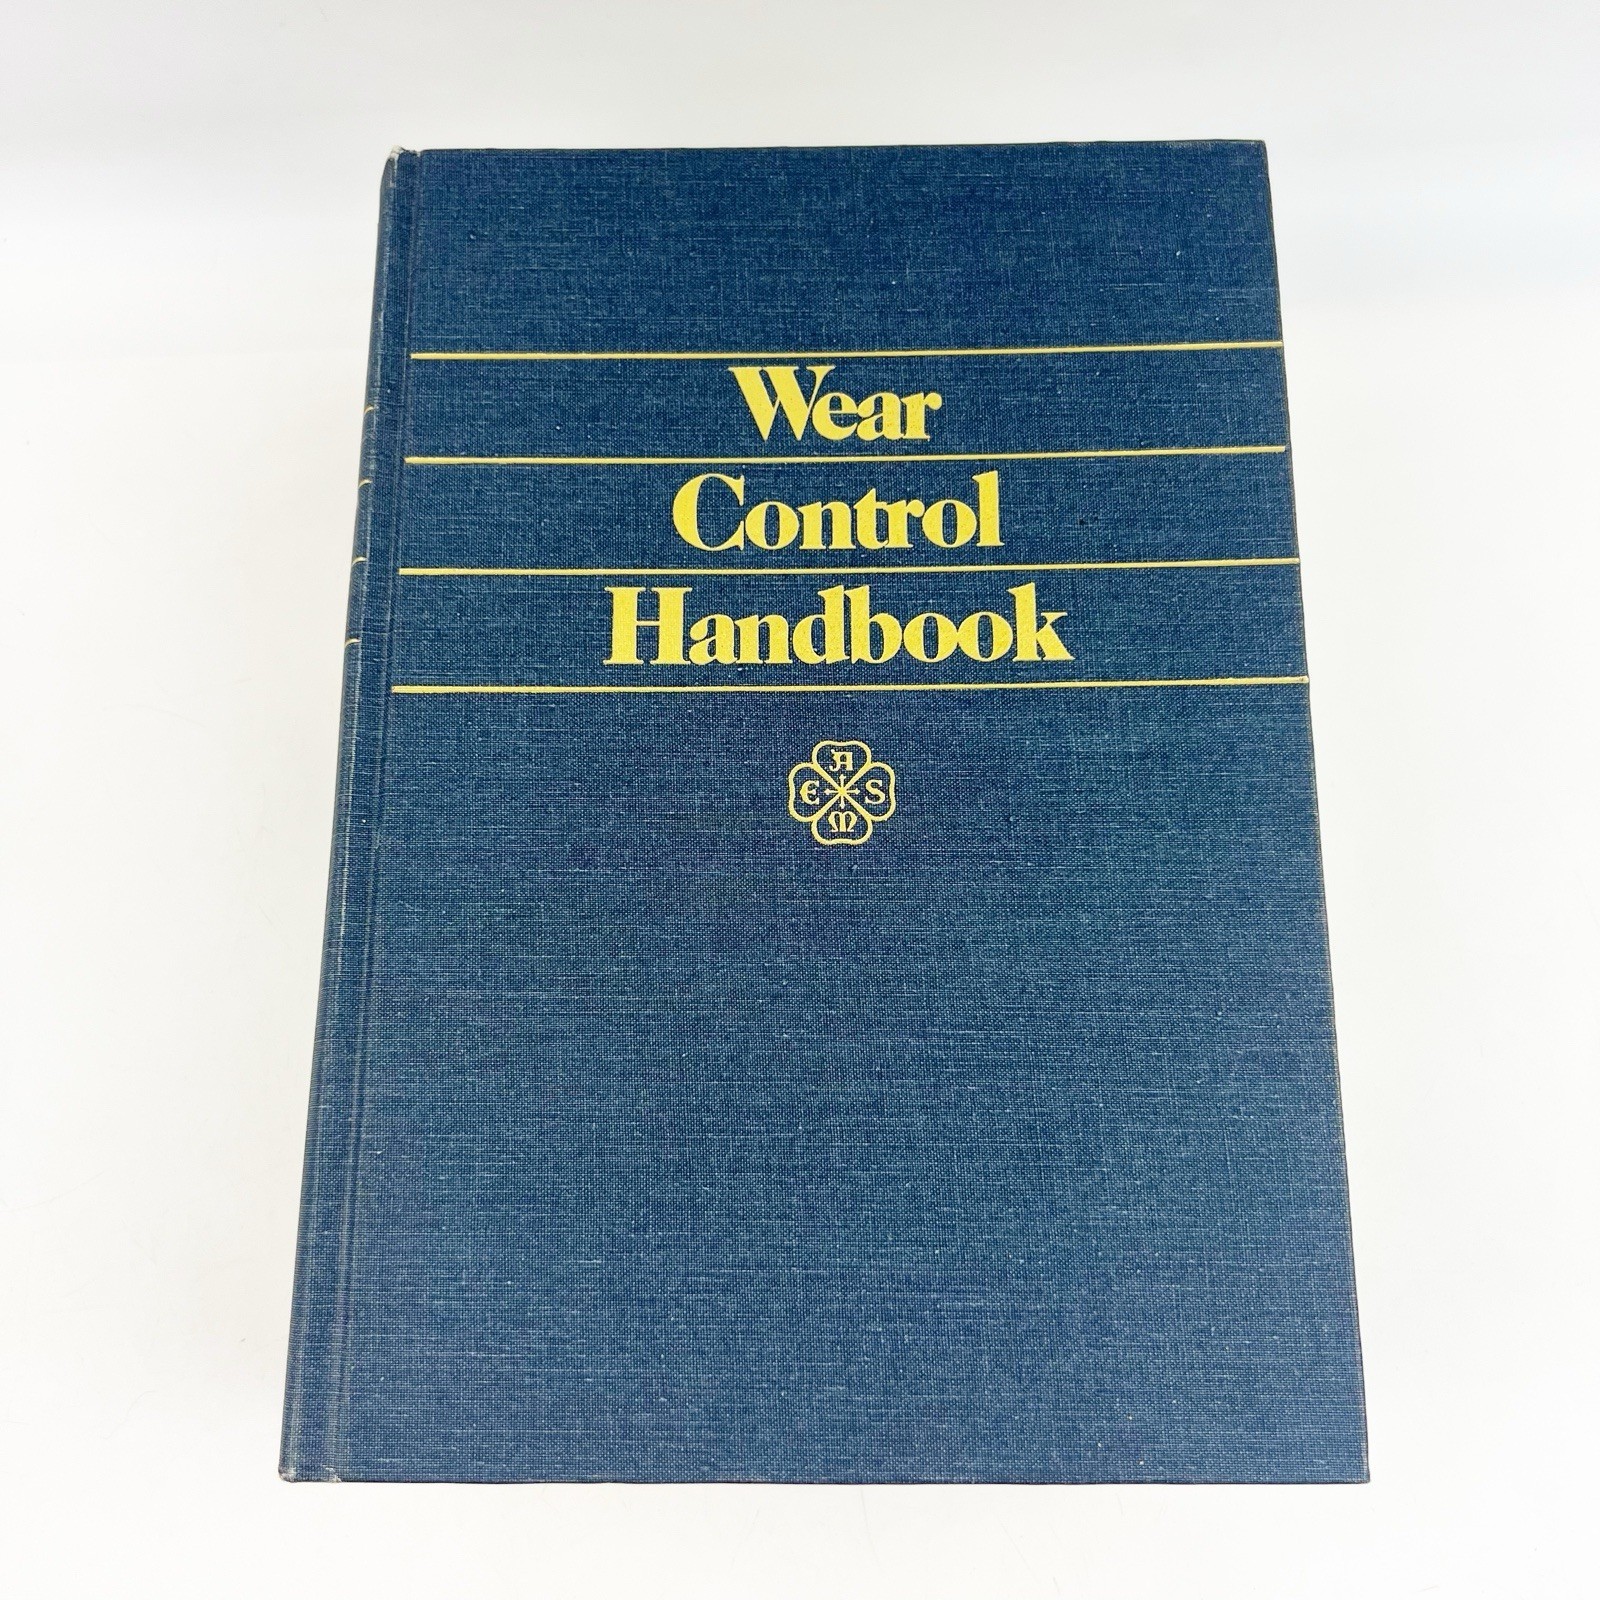 Wear
Control
Handbook
A
E S
M